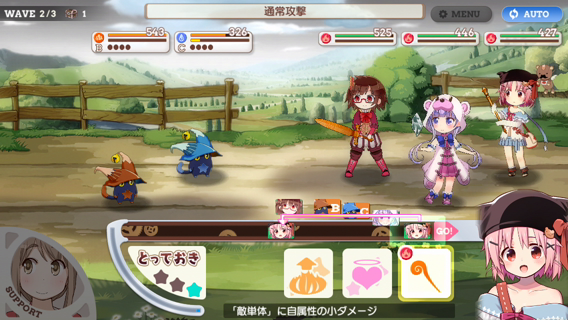 WAVE 2/3 1
通常攻撃
MENU
AUTO
543
B
326
C
525
446
427
B
C
GO!
とっておき
SUPPORT
「敵単体」に自属性の小ダメージ